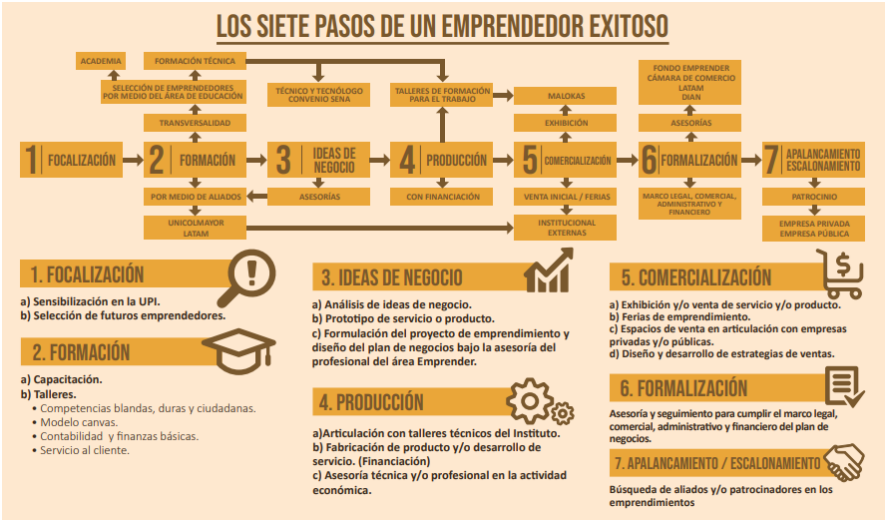 LOS SIETE PASOS DE UN EMPRENDEDOR EXITOSO
ACADEMIA
FORMACIÓN TÉCNICA
SELECCIÓN DE EMPRENDEDORES
POR MEDIO DEL ÁREA DE EDUCACIÓN
TRANSVERSALIDAD
TÉCNICO Y TECNÓLOGO
CONVENIO SENA
TALLERES DE FORMACIÓN
PARA EL TRABAJO
MALOKAS
EXHIBICIÓN
FONDO EMPRENDER
CÁMARA DE COMERCIO
LATAM
DIAN
ASESORÍAS
1 FOCALIZACIÓN
2 FORMACIÓN
3 IDEAS DE
NEGOCIO
4 PRODUCCIÓN
5 COMERCIALIZACIÓN
6 FORMALIZACIÓN
7 APALANCAMIENTO
ESCALONAMIENTO
POR MEDIO DE ALIADOS
ASESORÍAS
CON FINANCIACIÓN
VENTA INICIAL / FERIAS
MARCO LEGAL, COMERCIAL,
ADMINISTRATIVO Y
FINANCIERO
PATROCINIO
UNICOLMAYOR
LATAM
INSTITUCIONAL
EXTERNAS
EMPRESA PRIVADA
EMPRESA PÚBLICA
1. FOCALIZACIÓN
a) Sensibilización en la UPI.
b) Selección de futuros emprendedores.
2. FORMACIÓN
a) Capacitación.
b) Talleres.
• Competencias blandas, duras y ciudadanas.
• Modelo canvas.
• Contabilidad y finanzas básicas.
• Servicio al cliente.
3. IDEAS DE NEGOCIO
a) Análisis de ideas de negocio.
b) Prototipo de servicio o producto.
c) Formulación del proyecto de emprendimiento y
diseño del plan de negocios bajo la asesoría del
profesional del área Emprender.
4. PRODUCCIÓN
a)Articulación con talleres técnicos del Instituto.
b) Fabricación de producto y/o desarrollo de
servicio. (Financiación)
c) Asesoría técnica y/o profesional en la actividad
económica.
5. COMERCIALIZACIÓN
$
a) Exhibición y/o venta de servicio y/o producto.
b) Ferias de emprendimiento.
c) Espacios de venta en articulación con empresas
privadas y/o públicas.
d) Diseño y desarrollo de estrategias de ventas.
6. FORMALIZACIÓN
Asesoría y seguimiento para cumplir el marco legal,
comercial, administrativo y financiero del plan de
negocios.
7. APALANCAMIENTO / ESCALONAMIENTO
Búsqueda de aliados y/o patrocinadores en los
emprendimientos